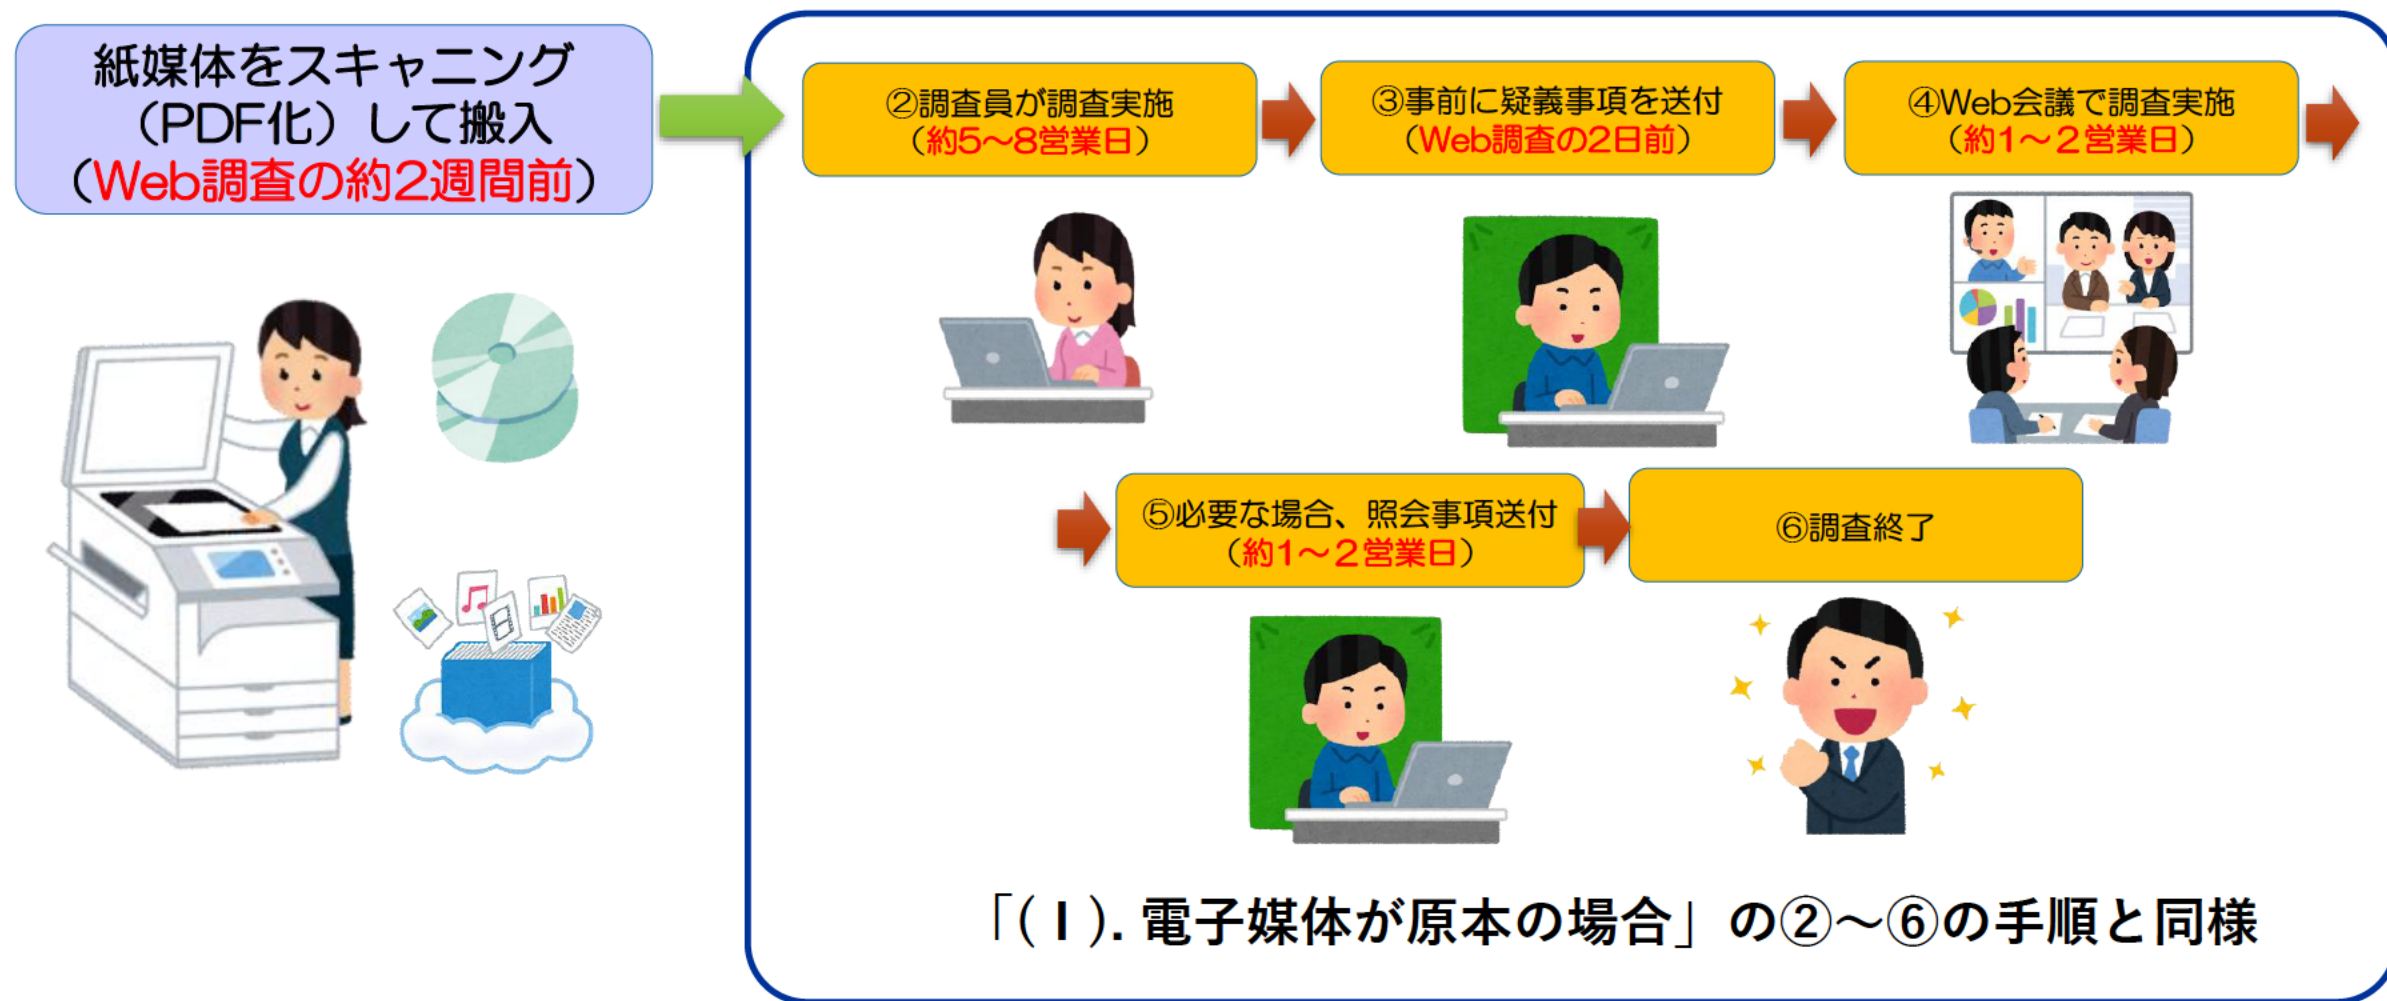 紙媒体をスキャニング
（PDF化）して搬入
（Web調査の約2週間前）
②調査員が調査実施
（約5～8営業日）
③事前に疑義事項を送付
（Web調査の2日前）
④Web会議で調査実施
（約1～２営業日）
⑤必要な場合、照会事項送付
（約1～２営業日）
⑥調査終了
「(Ⅰ). 電子媒体が原本の場合」の②～⑥の手順と同様